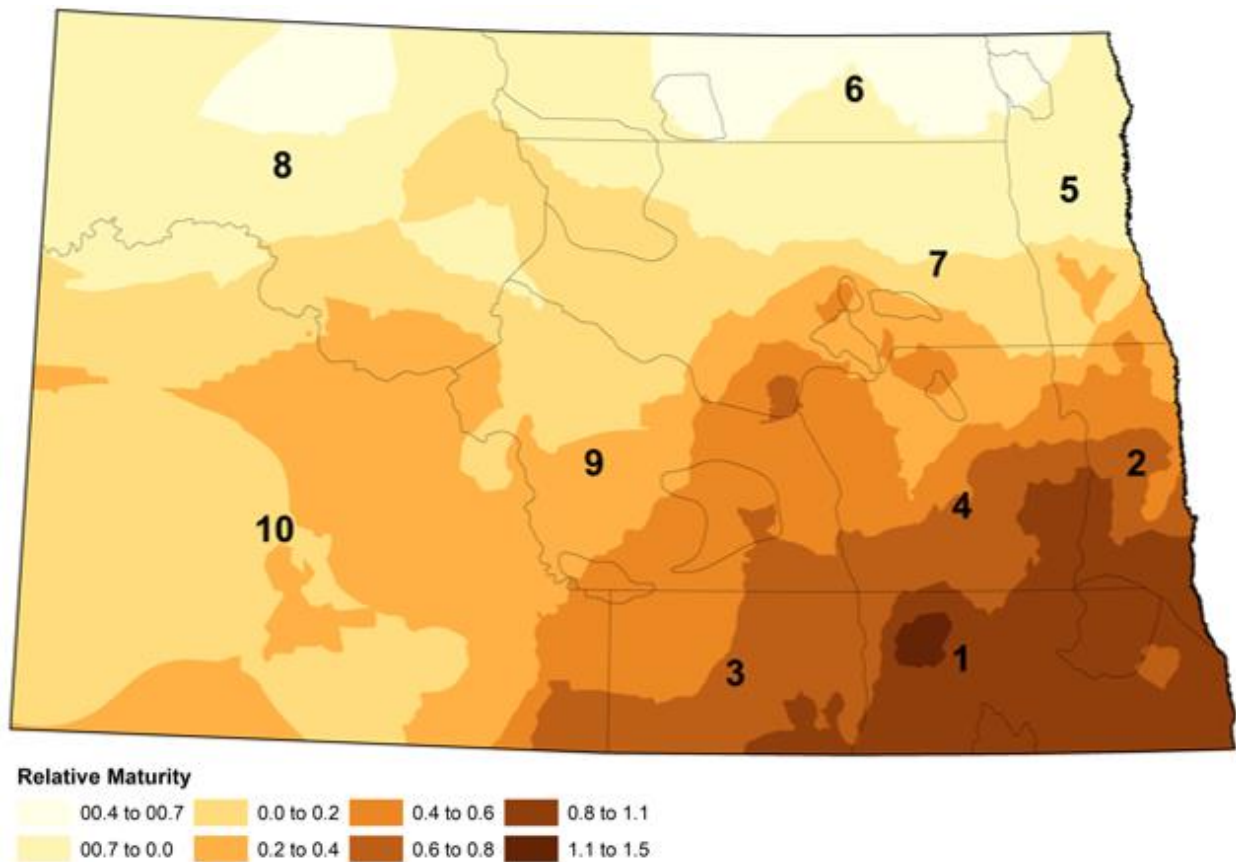 6
8
5
7
9
2
4
10
1
3
Relative Maturity
00.4 to 00.7
0.0 to 0.2
0.4 to 0.6
0.8 to 1.1
00.7 to 0.0
0.2 to 0.4
0.6 to 0.8
1.1 to 1.5